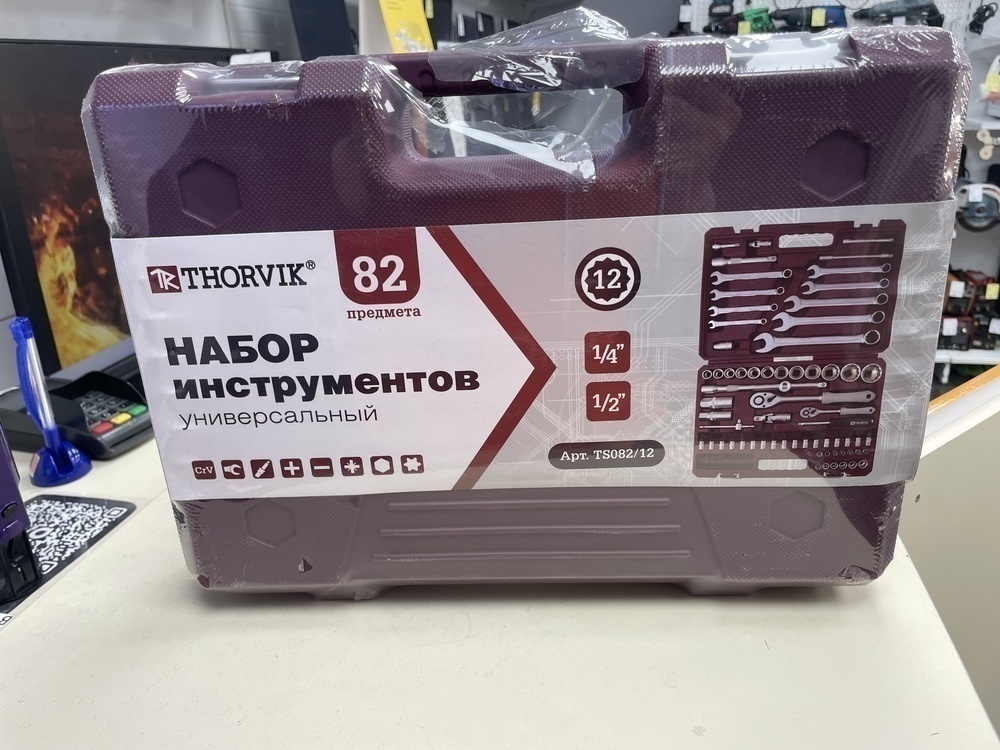 THORVIK®
82
предмета
НАБОР
инструментов
универсальный
CrV
12
1/4"
1/2"
Арт. TS082/12